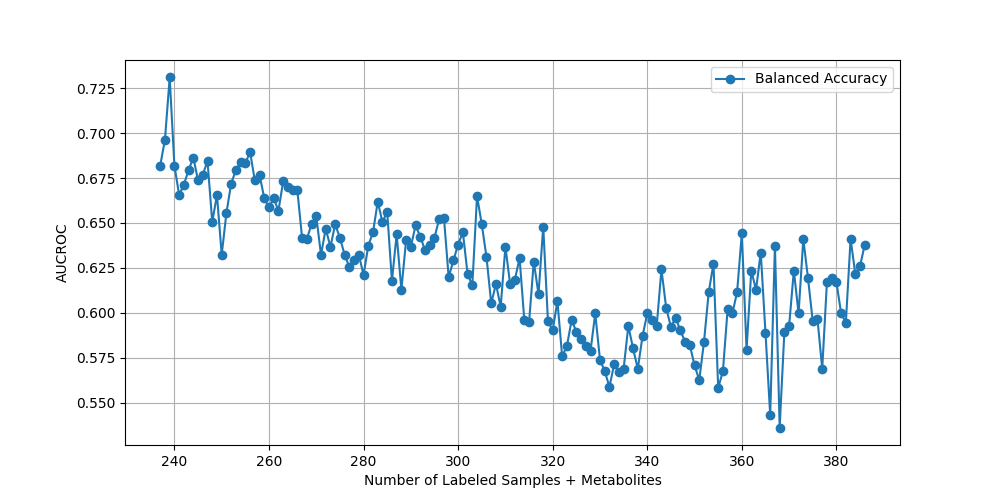 Balanced Accuracy
0.725
0.700
0.675
0.650
0.625
0.600
0.575
0.550
AUCROC
240 260 280 300 320 340 360 380
Number of Labeled Samples + Metabolites